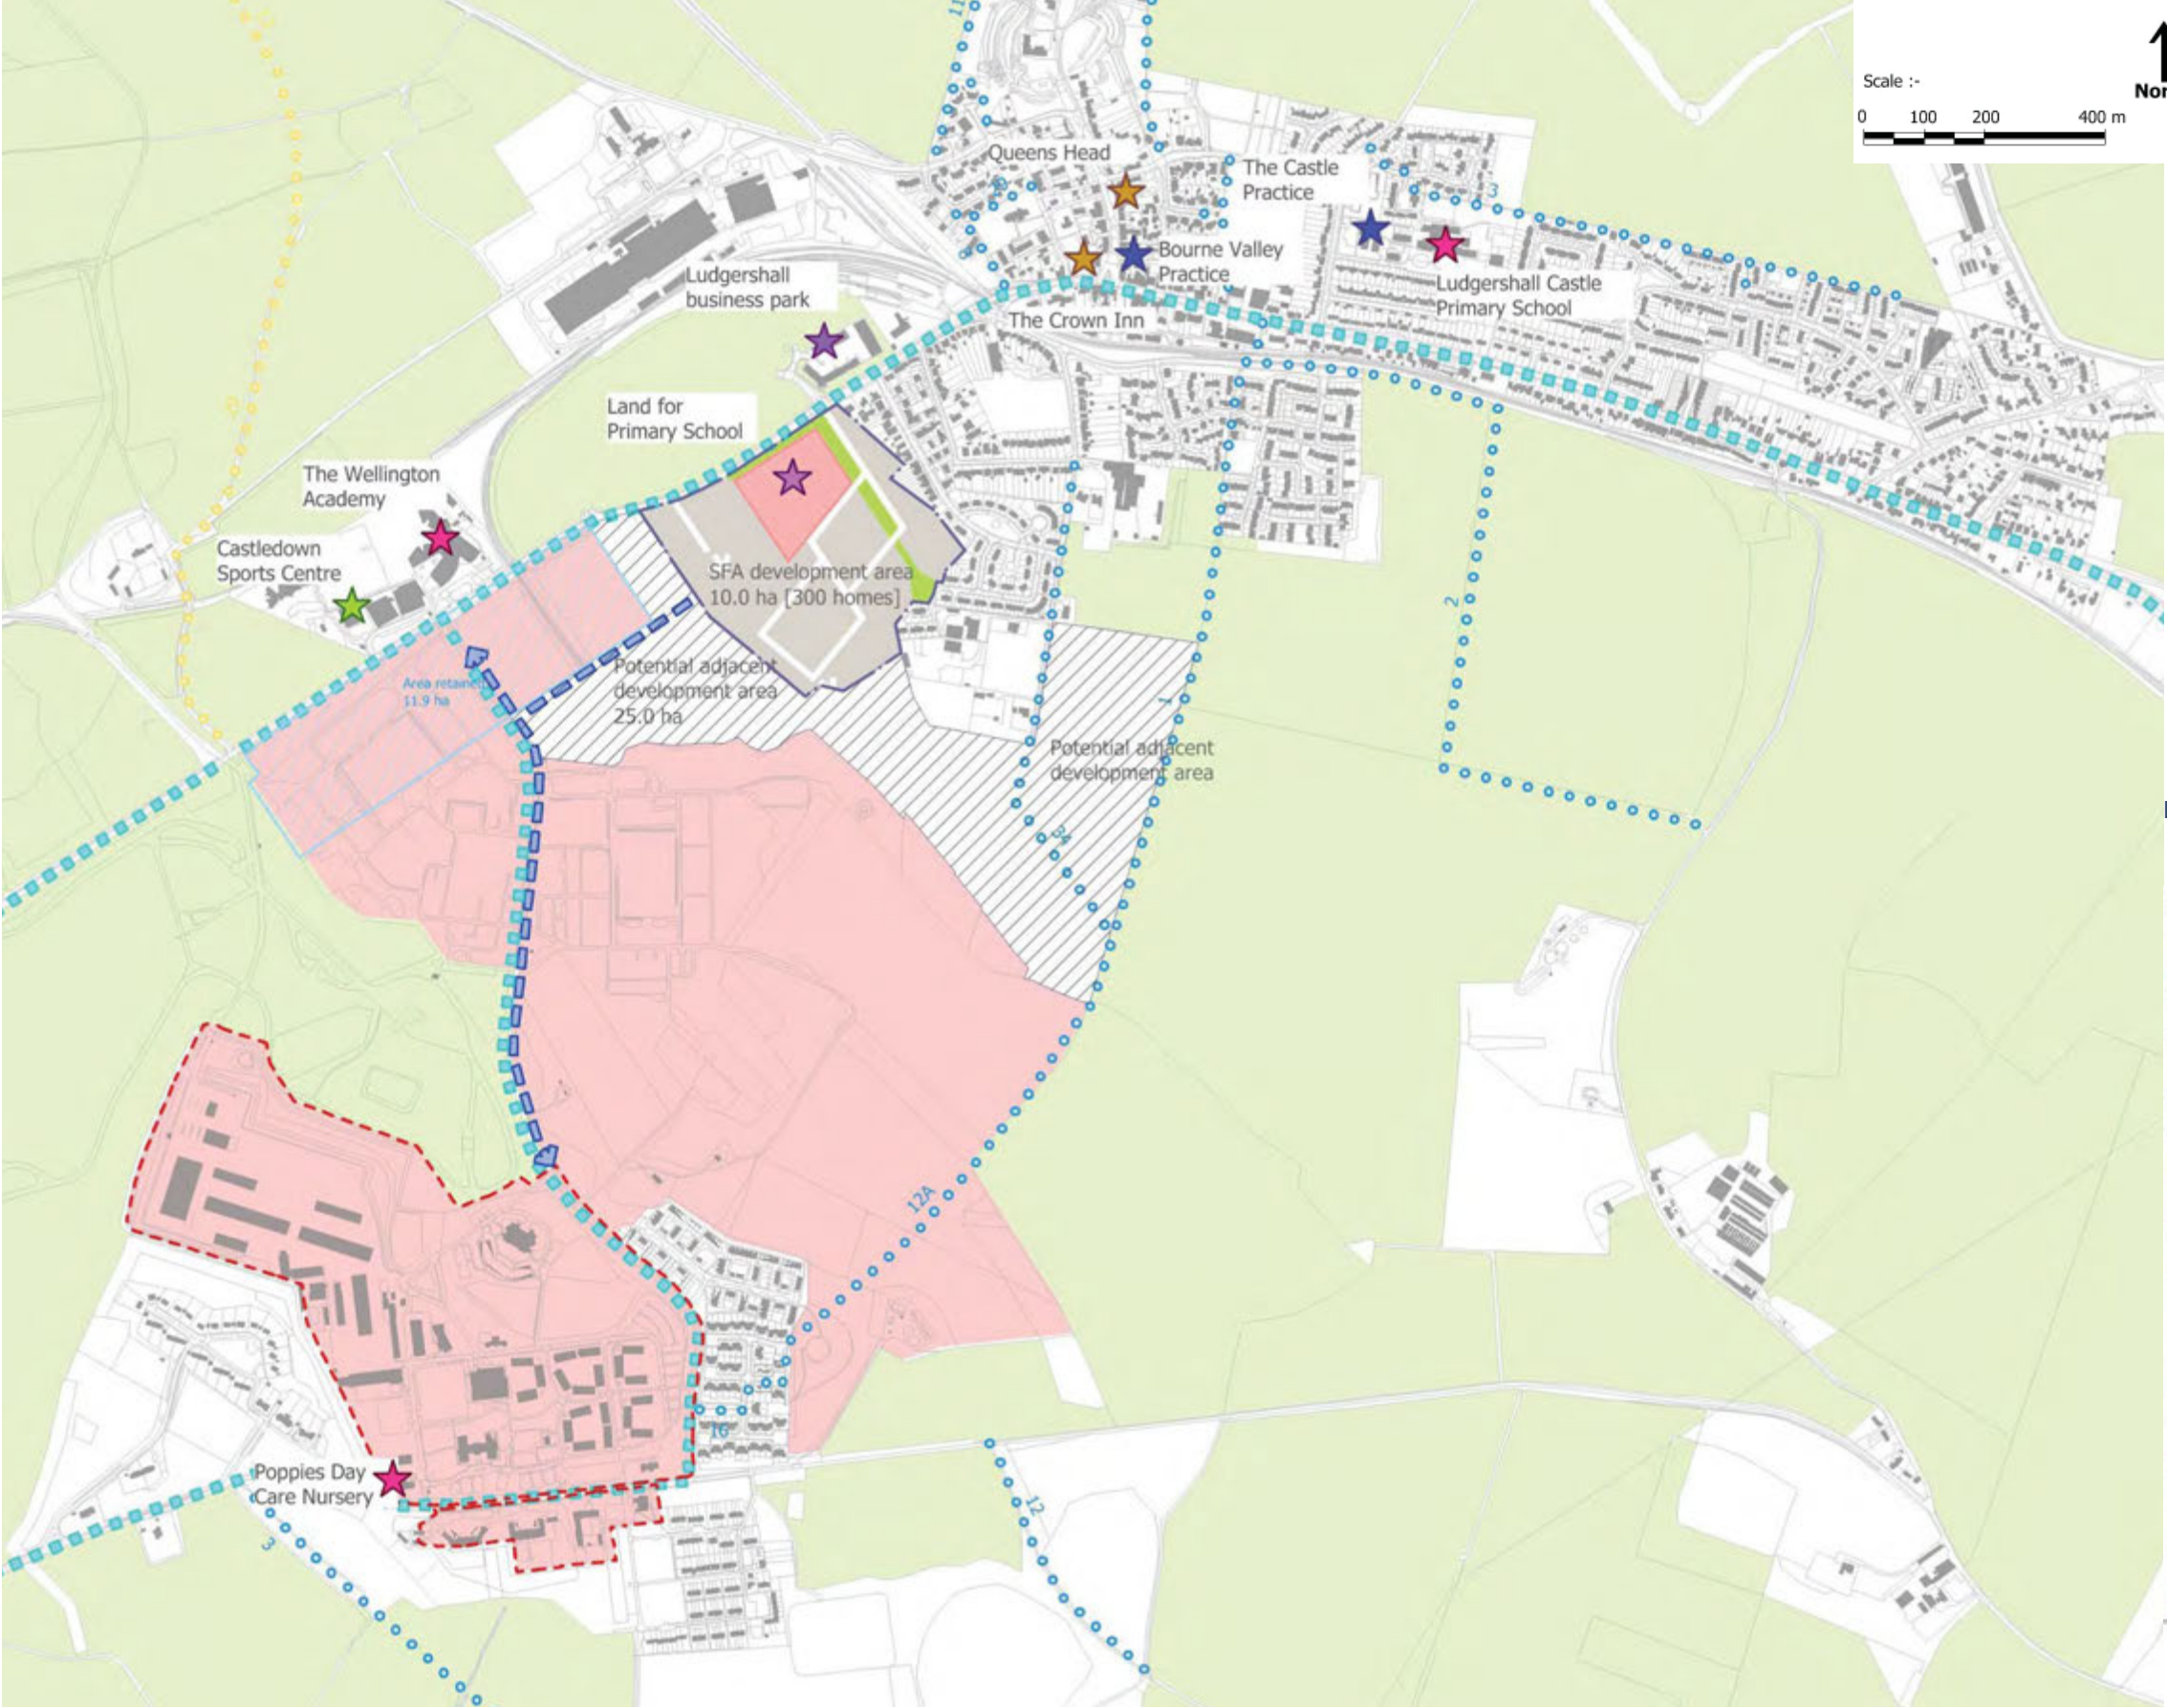 Scale :-
0 100 200 400 m
Nor
11
Queens Head
The Castle
Practice
3
Bourne Valley
Practice
Ludgershall
business park
Ludgershall Castle
Primary School
The Crown Inn
Land for
Primary School
The Wellington
Academy
Castledown
Sports Centre
SFA development area
10.0 ha [300 homes]
2
Potential adjacent
development area
25.0 ha
Area retained
11.9 ha
1
Potential adjacent
development area
34
12A
16
Poppies Day
Care Nursery
12
3